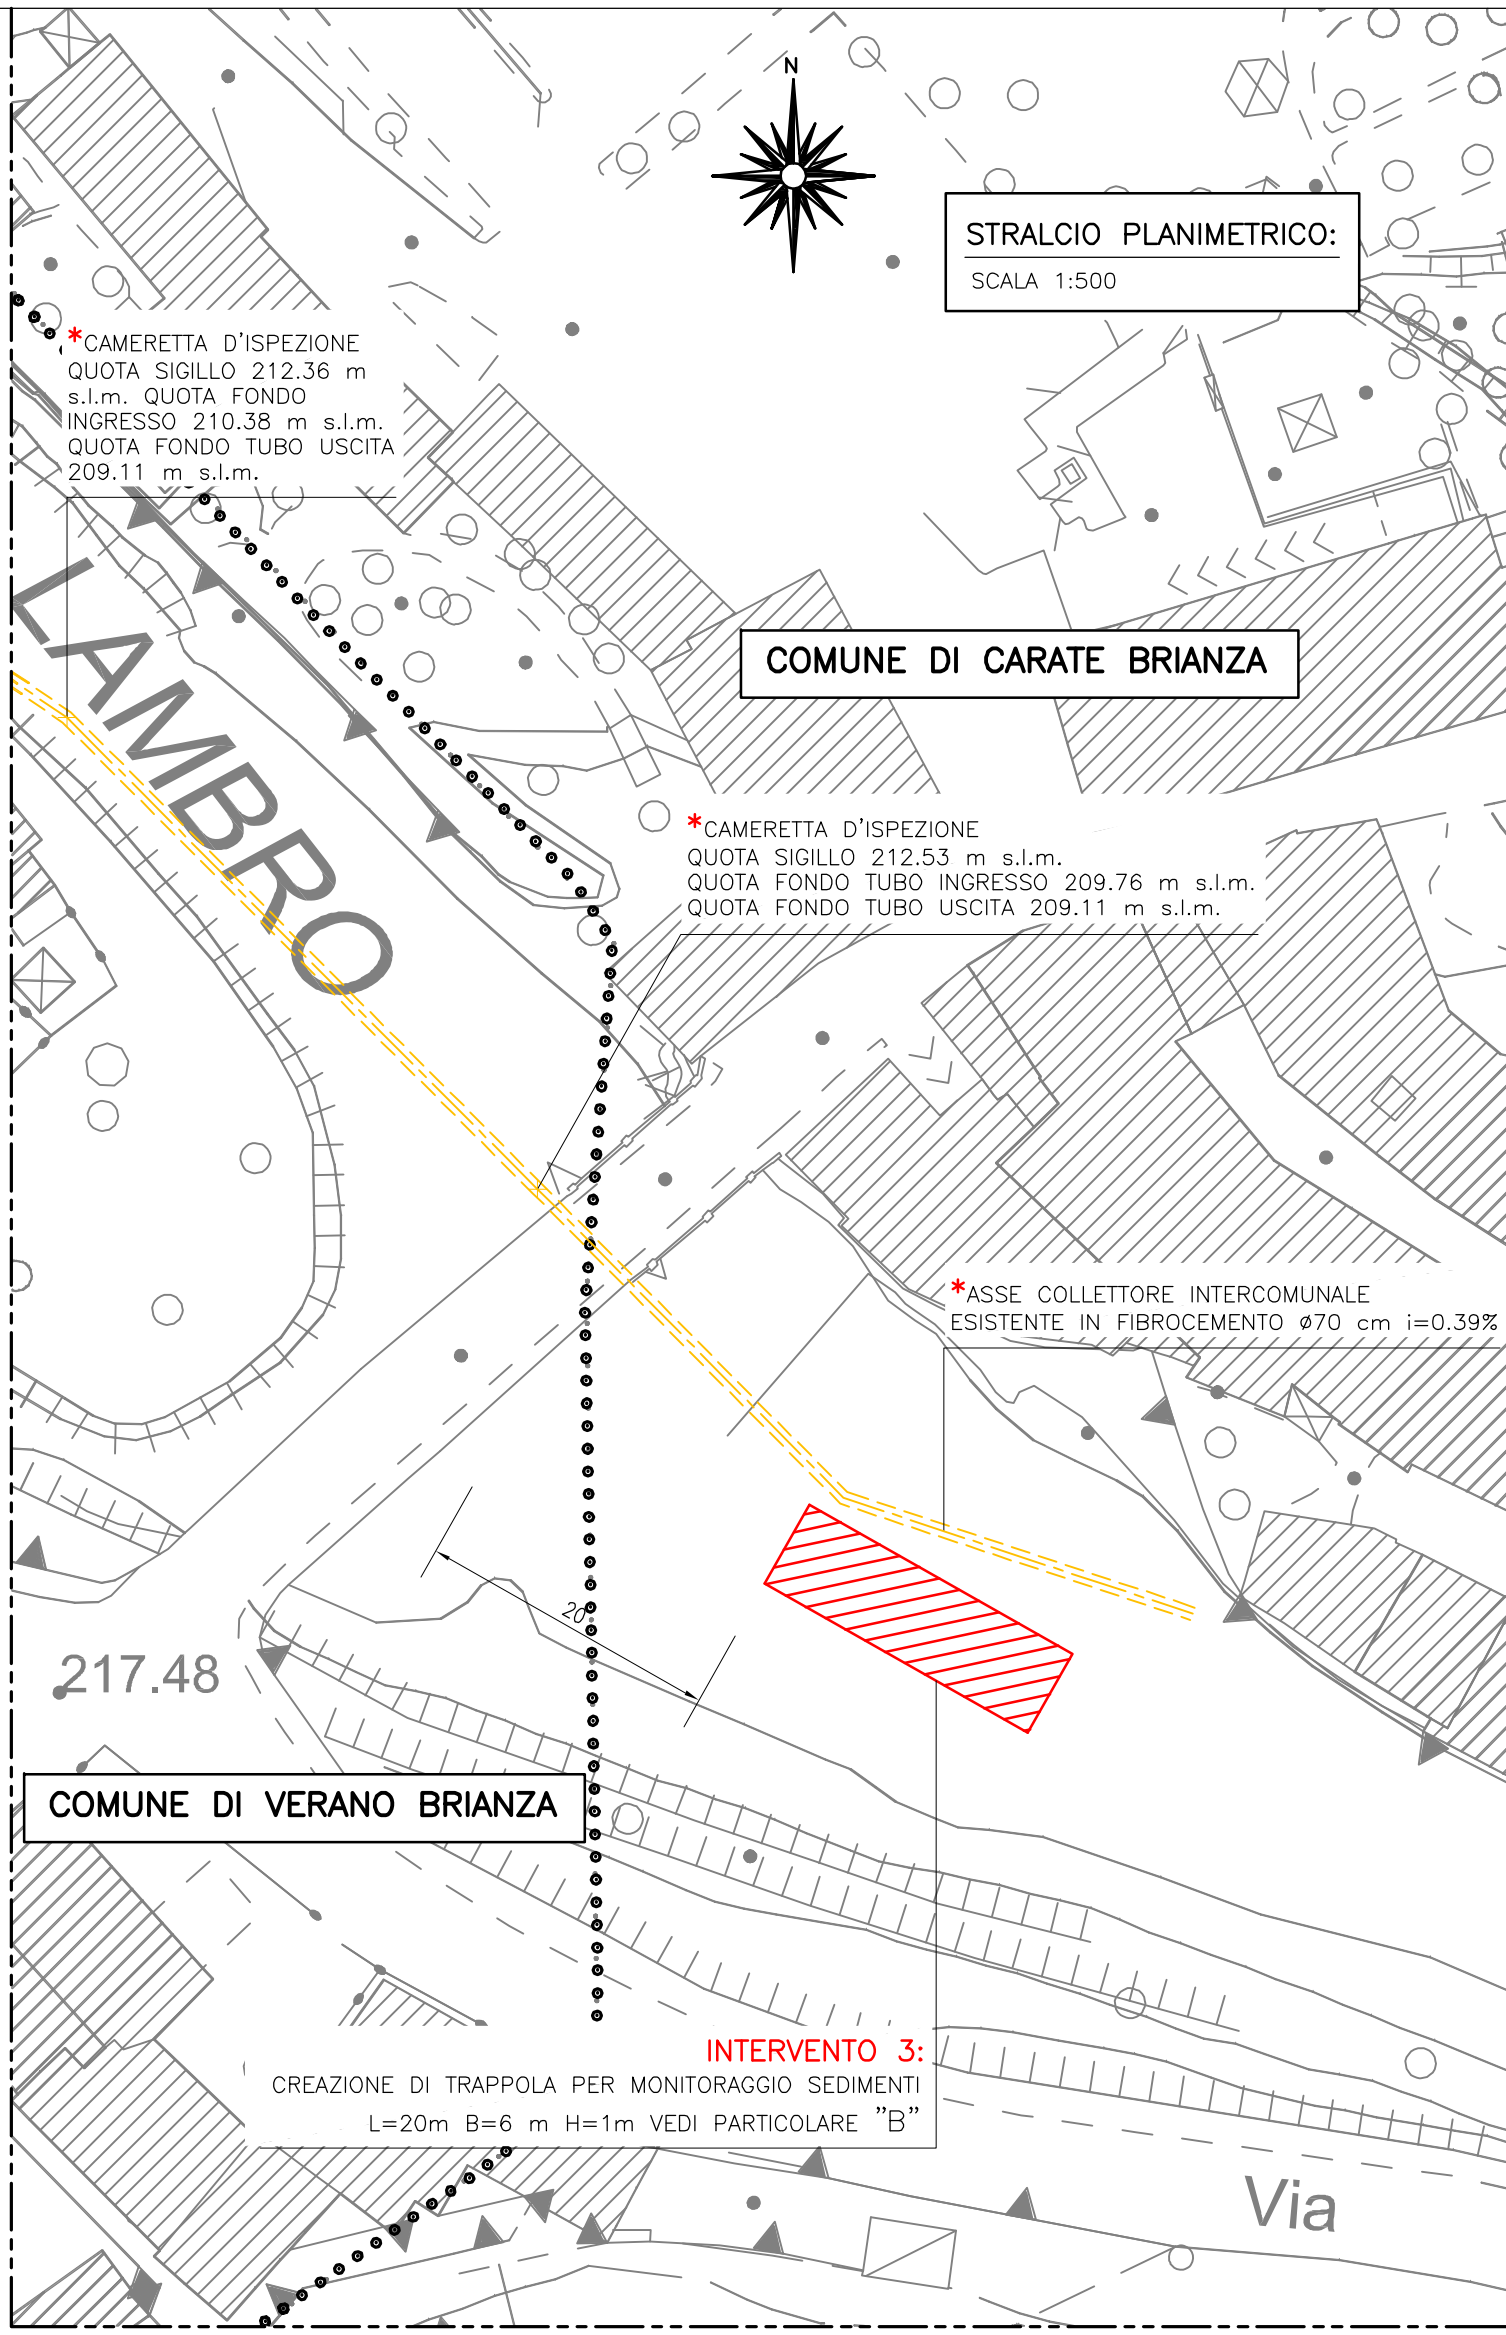 N
STRALCIO PLANIMETRICO:
SCALA 1:500
*CAMERETTA D'ISPEZIONE
QUOTA SIGILLO 212.36 m
s.l.m. QUOTA FONDO
INGRESSO 210.38 m s.l.m.
QUOTA FONDO TUBO USCITA
209.11 m s.l.m.
LAMBRO
COMUNE DI CARATE BRIANZA
*CAMERETTA D'ISPEZIONE
QUOTA SIGILLO 212.53 m s.l.m.
QUOTA FONDO TUBO INGRESSO 209.76 m s.l.m.
QUOTA FONDO TUBO USCITA 209.11 m s.l.m.
*ASSE COLLETTORE INTERCOMUNALE
ESISTENTE IN FIBROCEMENTO ø70 cm i=0.39%
20
217.48
COMUNE DI VERANO BRIANZA
INTERVENTO 3:
CREAZIONE DI TRAPPOLA PER MONITORAGGIO SEDIMENTI
L=20m B=6 m H=1m VEDI PARTICOLARE "B"
Via